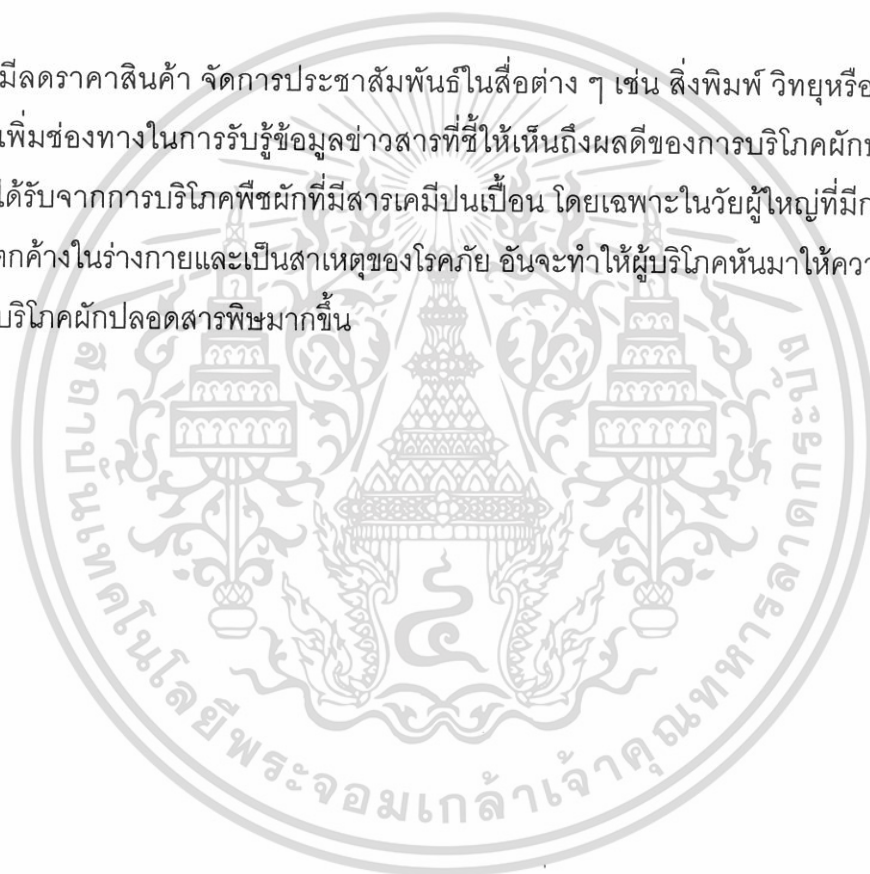 มีลดราคาสินค้า จัดการประชาสัมพันธ์ในสื่อต่าง ๆ เช่น สิ่งพิมพ์ วิทยุหรือ
เพิ่มช่องทางในการรับรู้ข้อมูลข่าวสารที่ชี้ให้เห็นถึงผลดีของการบริโภคผัก
ได้รับจากการบริโภคพืชผักที่มีสารเคมีปนเปื้อน โดยเฉพาะในวัยผู้ใหญ่ที่มี
ตกค้างในร่างกายและเป็นสาเหตุของโรคภัย อันจะทำให้ผู้บริโภคหันมาให้
บริโภคผักปลอดสารพิษมากขึ้น
สถาบันเทคโนโลยีพระจอมเกล้าเจ้าคุณทหารลาดกระบัง